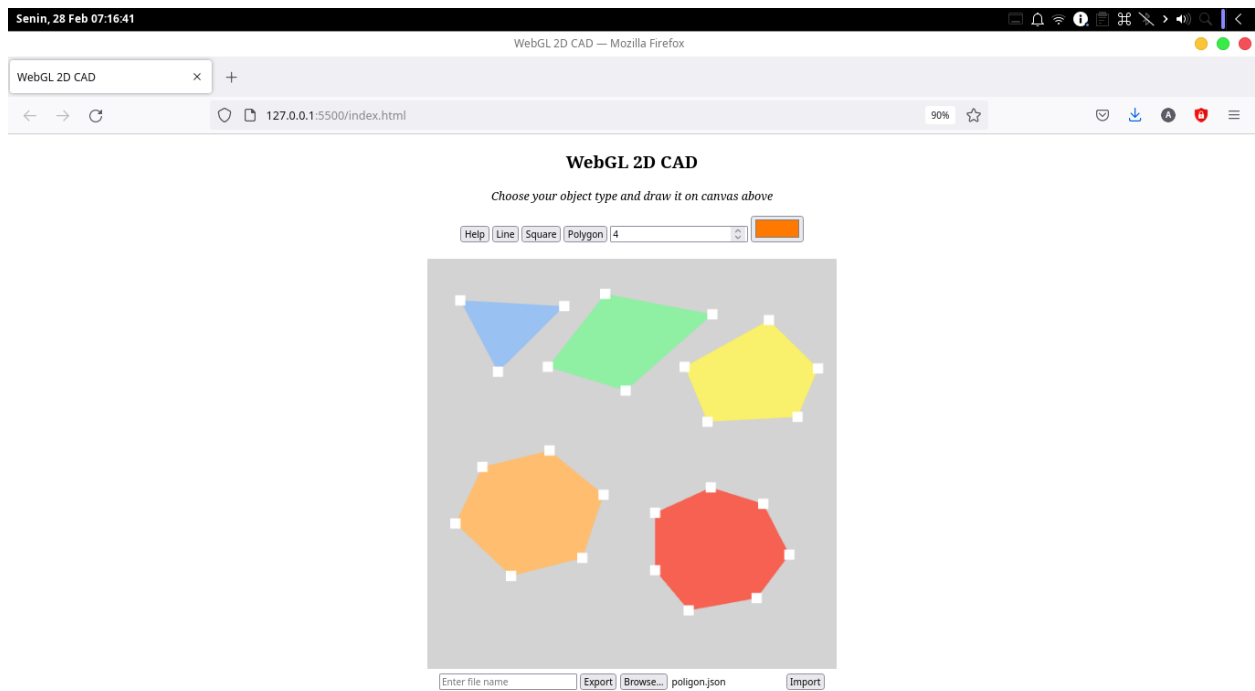 Senin, 28 Feb 07:16:41
WebGL 2D CAD — Mozilla Firefox
WebGL 2D CAD
127.0.0.1:5500/index.html
90%
A
WebGL 2D CAD
Choose your object type and draw it on canvas above
Help Line Square Polygon 4
Enter file name Export Browse... poligon.json Import